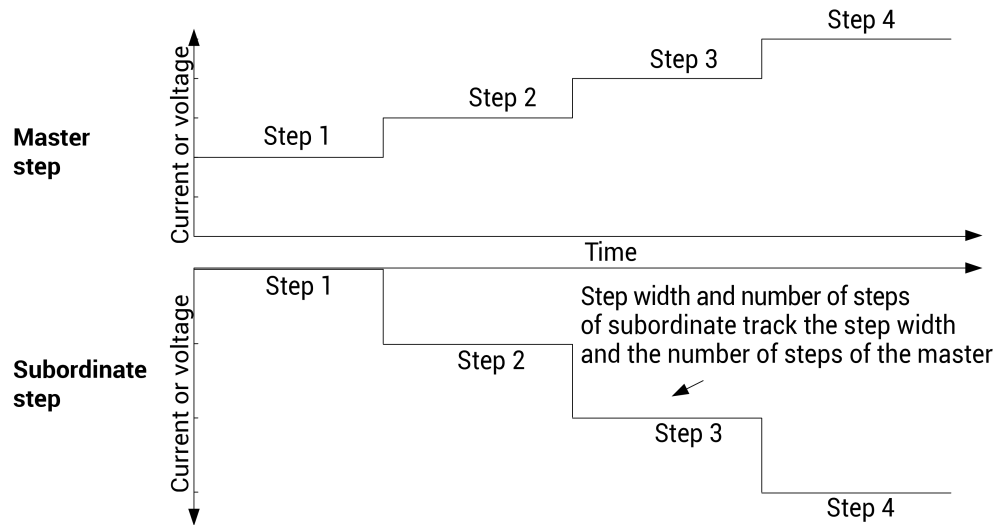 Step 4
Step 3
Step 2
Step 1
Master
step
Current or voltage
Time
Step 1
Step width and number of steps
of subordinate track the step width
and the number of steps of the master
Step 2
Subordinate
step
Current or voltage
Step 3
Step 4